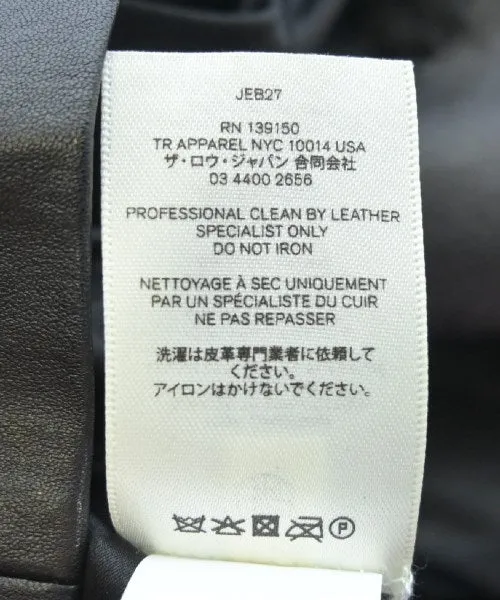 JEB27
RN 139150
TR APPAREL NYC 10014 USA
ザ・ロウ・ジャパン 合同会社
03 4400 2656
PROFESSIONAL CLEAN BY LEATHER
SPECIALIST ONLY
DO NOT IRON
NETTOYAGE À SEC UNIQUEMENT
PAR UN SPÉCIALISTE DU CUIR
NE PAS REPASSER
洗濯は皮革専門業者に依頼して
ください。
アイロンはかけないでください。
P